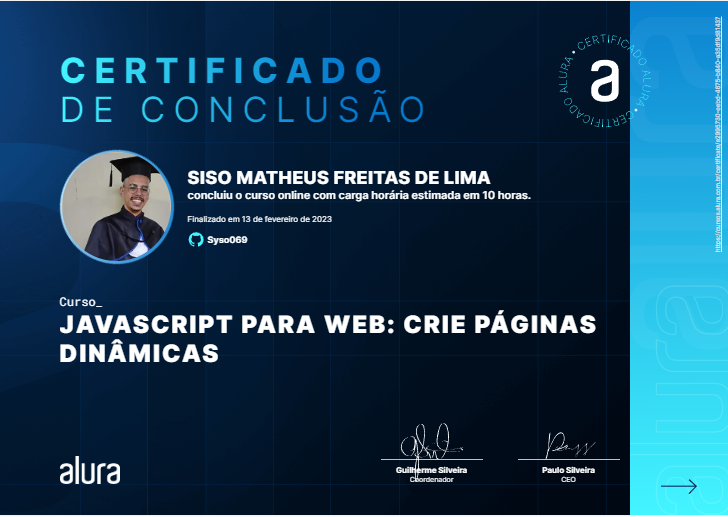 CERTIFICADO
DE CONCLUSÃO
CERTIFICADO ALURA • CERTIFICADO ALURA •
a
SISO MATHEUS FREITAS DE LIMA
concluiu o curso online com carga horária estimada em 10 horas.
Finalizado em 13 de fevereiro de 2023
Syso069
Curso_
JAVASCRIPT PARA WEB: CRIE PÁGINAS
DINÂMICAS
alura
Guilherme Silveira
Coordenador
Paulo Silveira
CEO
alura